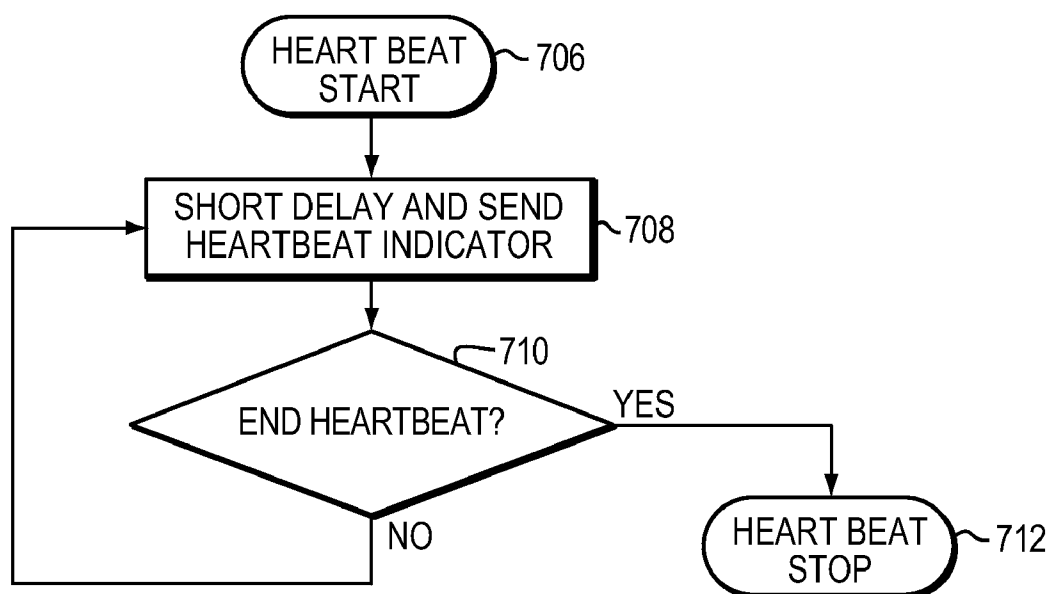 HEART BEAT
START
706
SHORT DELAY AND SEND
HEARTBEAT INDICATOR
708
710
END HEARTBEAT?
YES
NO
HEART BEAT
STOP
712